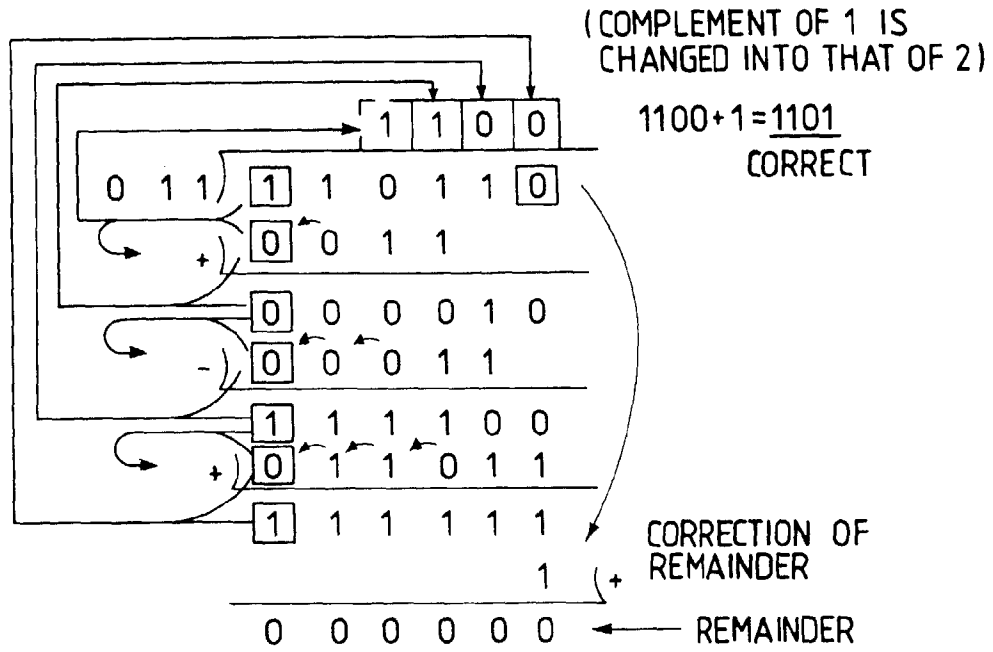 (COMPLEMENT OF 1 IS
CHANGED INTO THAT OF 2)
1 1 0 0
1100+1=1101
CORRECT
0 1 1 ) 1 1 0 1 1 0
+ ) 0 0 1 1
0 0 0 0 1 0
- ) 0 0 0 1 1
1 1 1 1 0 0
+ ) 0 1 1 0 1 1
1 1 1 1 1 1
CORRECTION OF
REMAINDER
1 ( +
0 0 0 0 0 0
REMAINDER